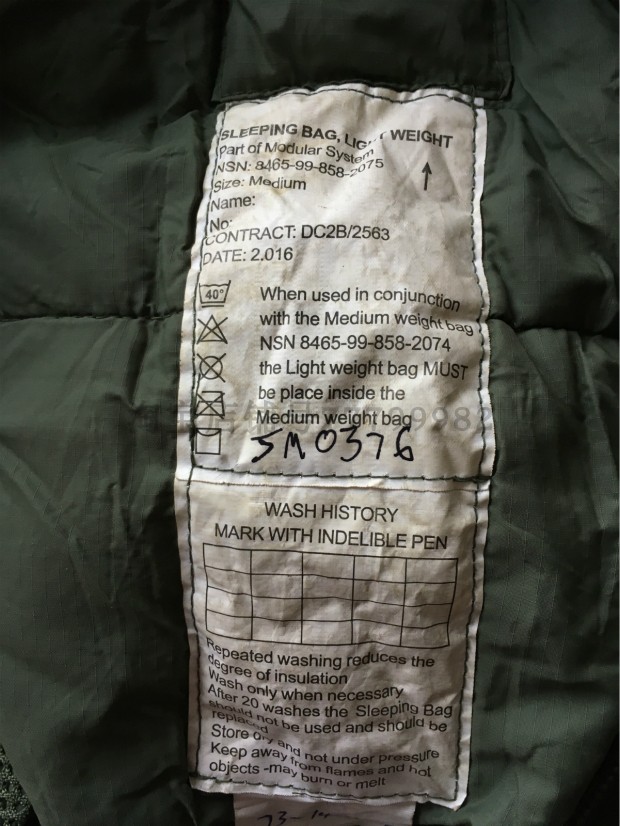 SLEEPING BAG, LIGHT WEIGHT
Part of Modular System
NSN: 8465-99-858-2075
Size: Medium
Name:
No:
CONTRACT: DC2B/2563
DATE: 2.016
40°
When used in conjunction
with the Medium weight bag
NSN 8465-99-858-2074
the Light weight bag MUST
be place inside the
Medium weight bag
SM0376
WASH HISTORY
MARK WITH INDELIBLE PEN
Repeated washing reduces the
degree of insulation
Wash only when necessary
After 20 washes the Sleeping Bag
should not be used and should be
replaced
Store dry and not under pressure
Keep away from flames and hot
objects -may burn or melt